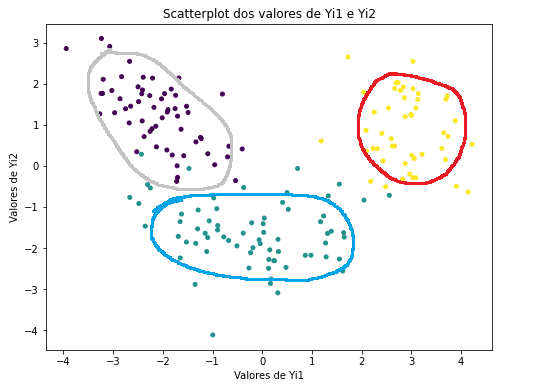 Scatterplot dos valores de Yi1 e Yi2
3
2
1
0
−1
−2
−3
−4
Valores de Yi2
−4 −3 −2 −1 0 1 2 3 4
Valores de Yi1